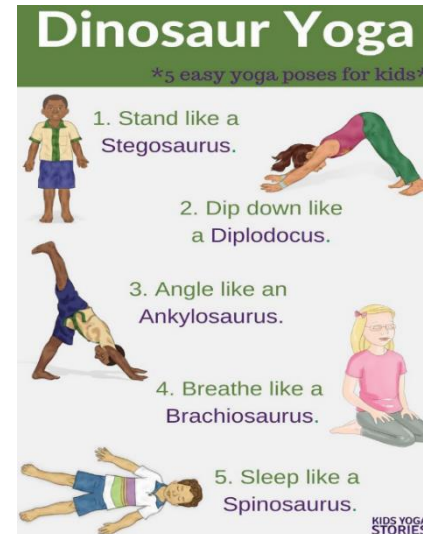 Dinosaur Yoga
*5 easy yoga poses for kids*
1. Stand like a
Stegosaurus.
2. Dip down like
a Diplodocus.
3. Angle like an
Ankylosaurus.
4. Breathe like a
Brachiosaurus.
5. Sleep like a
Spinosaurus.
KIDS YOGA
STORIES